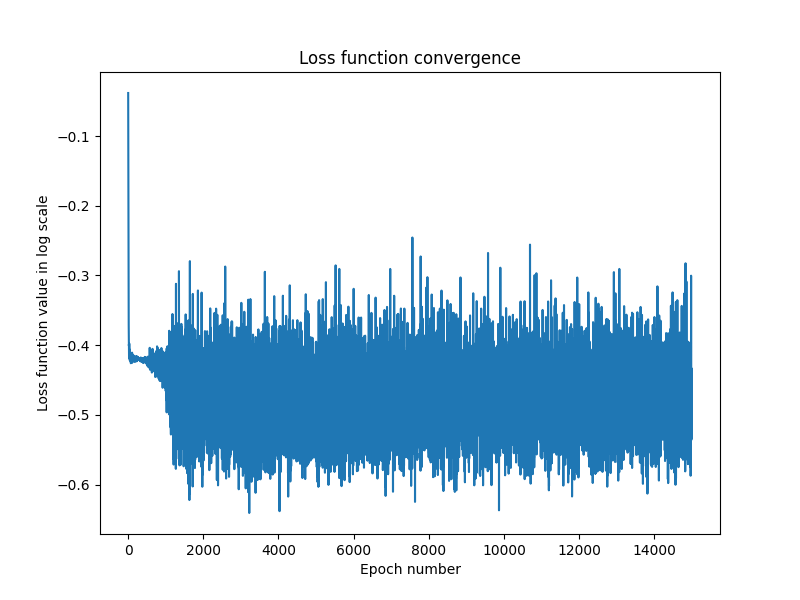 Loss function convergence
Loss function value in log scale
−0.1
−0.2
−0.3
−0.4
−0.5
−0.6
0 2000 4000 6000 8000 10000 12000 14000
Epoch number